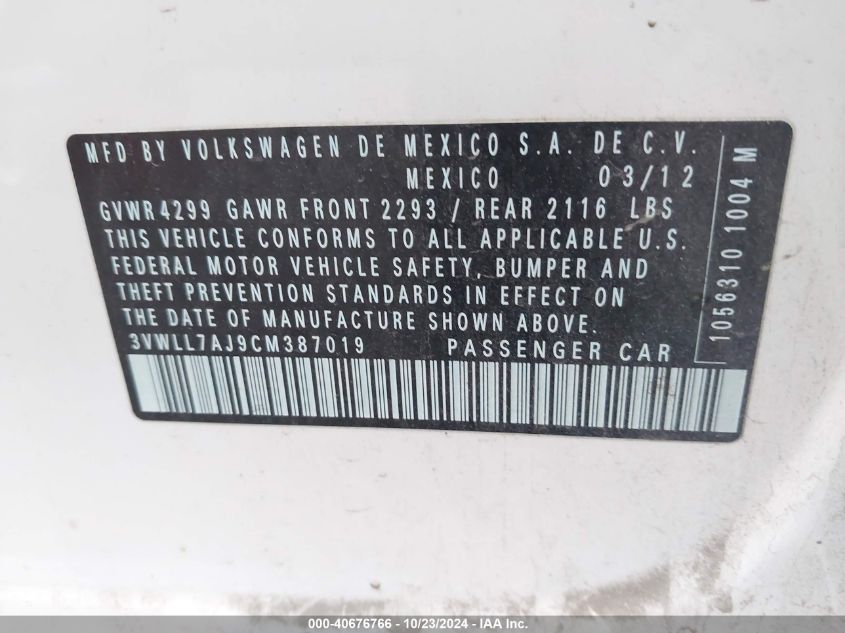 MFD BY VOLKSWAGEN DE MEXICO S.A. DE C.V.
MEXICO 03/12
GVWR 4299 GAWR FRONT 2293 / REAR 2116 LBS
THIS VEHICLE CONFORMS TO ALL APPLICABLE U.S.
FEDERAL MOTOR VEHICLE SAFETY, BUMPER AND
THEFT PREVENTION STANDARDS IN EFFECT ON
THE DATE OF MANUFACTURE SHOWN ABOVE.
3VWLL7AJ9CM387019 PASSENGER CAR
1056310 1004 M
000-40676766 - 10/23/2024 - IAA Inc.